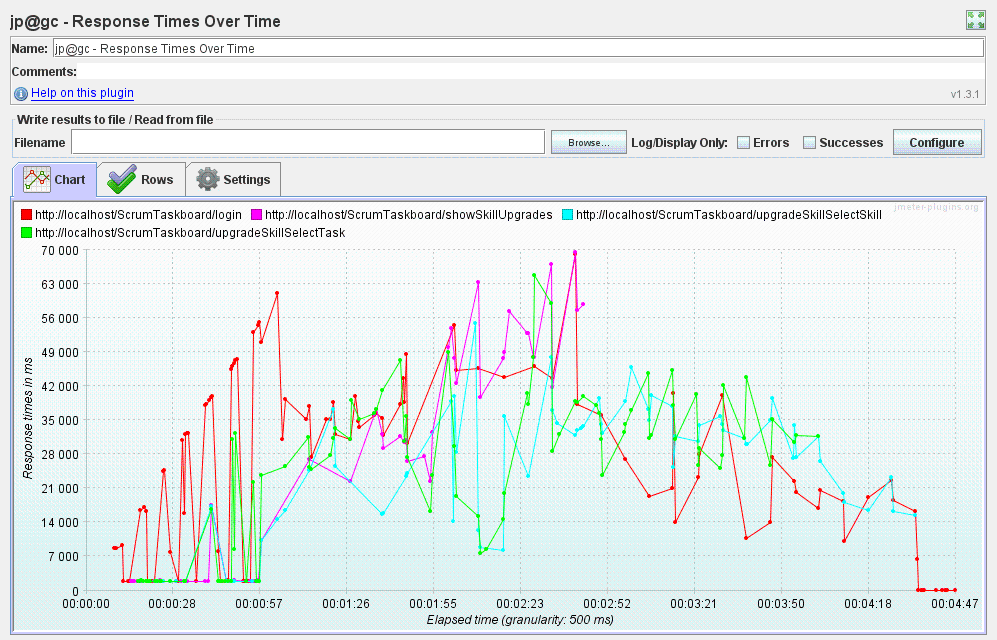 jp@gc - Response Times Over Time
Name: jp@gc - Response Times Over Time
Comments:
Help on this plugin
v1.3.1
Write results to file / Read from file
Filename Browse... Log/Display Only: Errors Successes Configure
Chart Rows Settings
http://localhost/ScrumTaskboard/login http://localhost/ScrumTaskboard/showSkillUpgrades http://localhost/ScrumTaskboard/upgradeSkillSelectSkill
jmeter-plugins.org
http://localhost/ScrumTaskboard/upgradeSkillSelectTask
70 000
63 000
56 000
49 000
42 000
35 000
28 000
21 000
14 000
7 000
0
Response times in ms
00:00:00 00:00:28 00:00:57 00:01:26 00:01:55 00:02:23 00:02:52 00:03:21 00:03:50 00:04:18 00:04:47
Elapsed time (granularity: 500 ms)